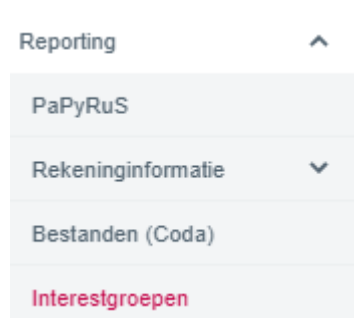 Reporting
PaPyRuS
Rekeninginformatie
Bestanden (Coda)
Interestgroepen